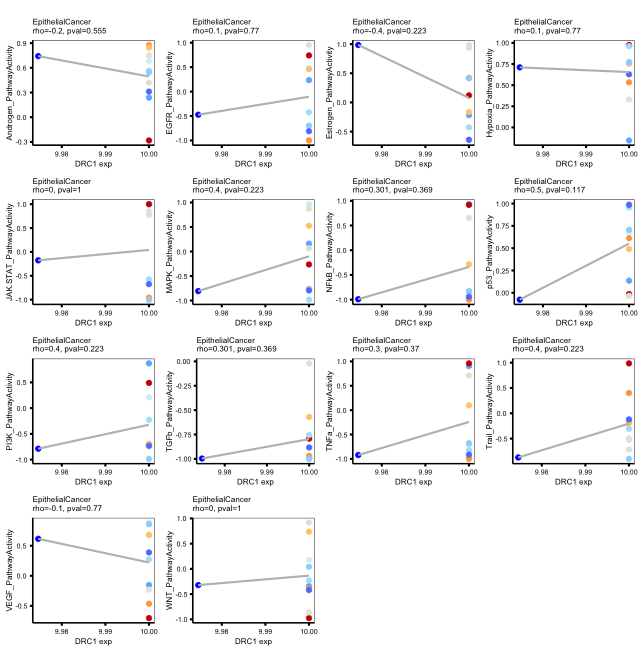 EpithelialCancer
rho=-0.2, pval=0.555
Androgen_PathwayActivity
0.9
0.6
0.3
0.0
-0.3
9.98
9.99
10.00
DRC1 exp
EpithelialCancer
rho=0.1, pval=0.77
EGFR_PathwayActivity
1.0
0.5
0.0
-0.5
-1.0
9.98
9.99
10.00
DRC1 exp
EpithelialCancer
rho=-0.4, pval=0.223
Estrogen_PathwayActivity
1.0
0.5
0.0
-0.5
9.98
9.99
10.00
DRC1 exp
EpithelialCancer
rho=0.1, pval=0.77
Hypoxia_PathwayActivity
1.00
0.75
0.50
0.25
0.00
9.98
9.99
10.00
DRC1 exp
EpithelialCancer
rho=0, pval=1
JAK.STAT_PathwayActivity
1.0
0.5
0.0
-0.5
-1.0
9.98
9.99
10.00
DRC1 exp
EpithelialCancer
rho=0.4, pval=0.223
MAPK_PathwayActivity
1.0
0.5
0.0
-0.5
-1.0
9.98
9.99
10.00
DRC1 exp
EpithelialCancer
rho=0.301, pval=0.369
NFkB_PathwayActivity
1.0
0.5
0.0
-0.5
-1.0
9.98
9.99
10.00
DRC1 exp
EpithelialCancer
rho=0.5, pval=0.117
p53_PathwayActivity
1.00
0.75
0.50
0.25
0.00
9.98
9.99
10.00
DRC1 exp
EpithelialCancer
rho=0.4, pval=0.223
PI3K_PathwayActivity
0.5
0.0
-0.5
-1.0
9.98
9.99
10.00
DRC1 exp
EpithelialCancer
rho=0.301, pval=0.369
TGFb_PathwayActivity
0.00
-0.25
-0.50
-0.75
-1.00
9.98
9.99
10.00
DRC1 exp
EpithelialCancer
rho=0.3, pval=0.37
TNFa_PathwayActivity
1.0
0.5
0.0
-0.5
-1.0
9.98
9.99
10.00
DRC1 exp
EpithelialCancer
rho=0.4, pval=0.223
Trail_PathwayActivity
1.0
0.5
0.0
-0.5
9.98
9.99
10.00
DRC1 exp
EpithelialCancer
rho=-0.1, pval=0.77
VEGF_PathwayActivity
0.5
0.0
-0.5
9.98
9.99
10.00
DRC1 exp
EpithelialCancer
rho=0, pval=1
WNT_PathwayActivity
1.0
0.5
0.0
-0.5
-1.0
9.98
9.99
10.00
DRC1 exp